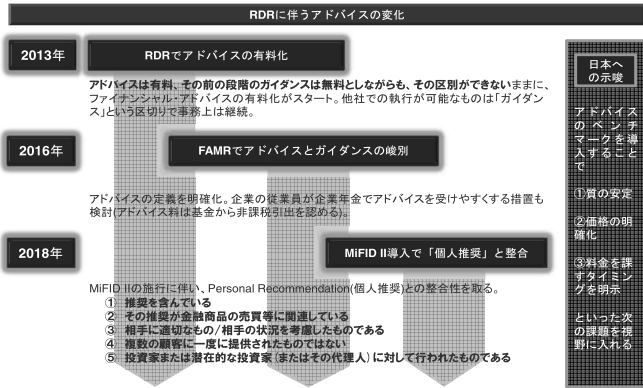 RDRに伴うアドバイスの変化
2013年
RDRでアドバイスの有料化
アドバイスは有料、その前の段階のガイダンスは無料としながらも、その区別ができないままに、
ファイナンシャル・アドバイスの有料化がスタート。他社での執行が可能なものは「ガイダン
ス」という区切りで事務上は継続。
2016年
FAMRでアドバイスとガイダンスの峻別
アドバイスの定義を明確化。企業の従業員が企業年金でアドバイスを受けやすくする措置も
検討(アドバイス料は基金から非課税引出を認める)。
2018年
MiFID II導入で「個人推奨」と整合
MiFID IIの施行に伴い、Personal Recommendation(個人推奨)との整合性を取る。
① 推奨を含んでいる
② その推奨が金融商品の売買等に関連している
③ 相手に適切なもの/相手の状況を考慮したものである
④ 複数の顧客に一度に提供されたものではない
⑤ 投資家または潜在的な投資家(またはその代理人)に対して行われたものである
日本へ
の示唆
アドバイス
のベンチ
マークを導
入すること
で
①質の安定
②価格の明
確化
③料金を課
すタイミン
グを明示
といった次
の課題を視
野に入れる